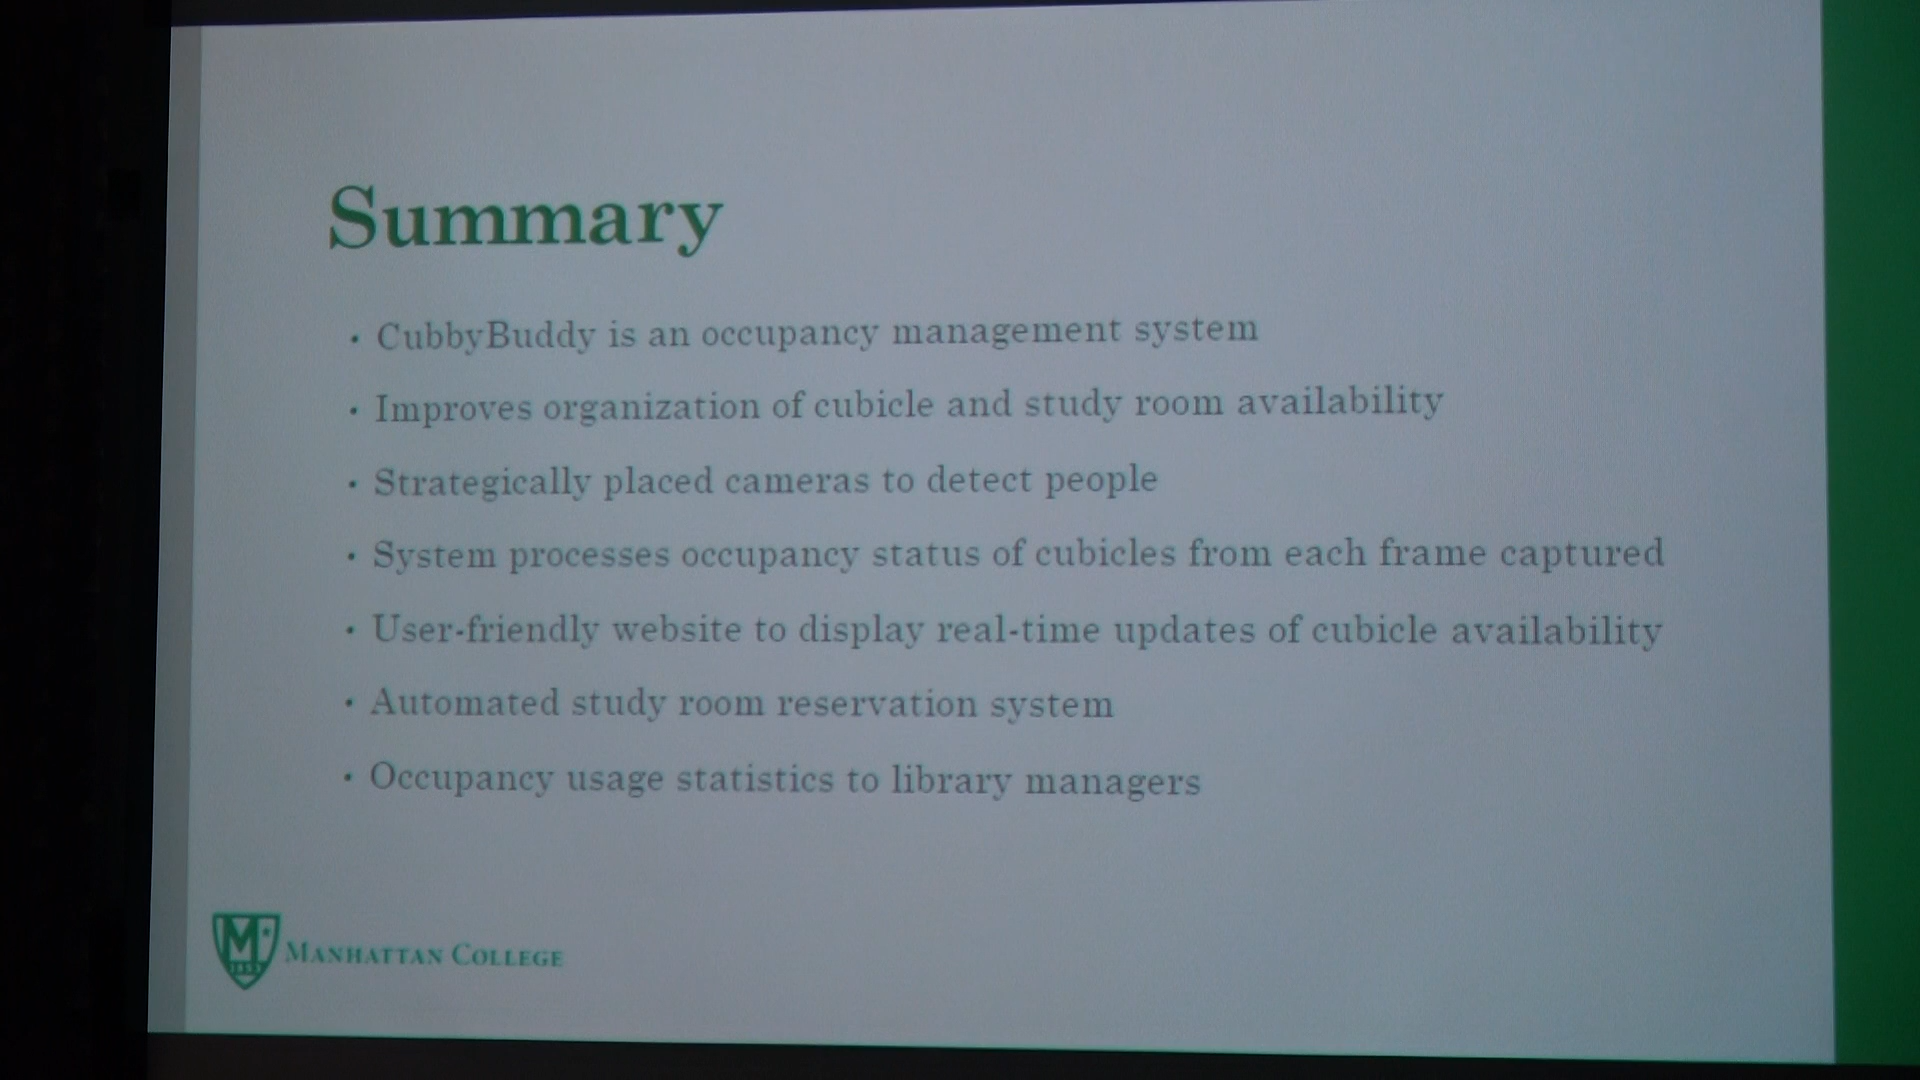 Summary
• CubbyBuddy is an occupancy management system
• Improves organization of cubicle and study room availability
• Strategically placed cameras to detect people
• System processes occupancy status of cubicles from each frame captured
• User-friendly website to display real-time updates of cubicle availability
• Automated study room reservation system
• Occupancy usage statistics to library managers
M
1853
MANHATTAN COLLEGE